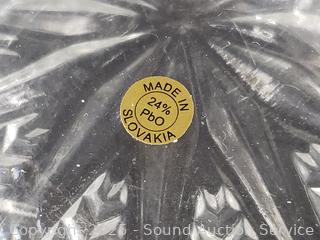 MADE IN
24%
PbO
SLOVAKIA
Copyright 2026 - Sound Auction Service